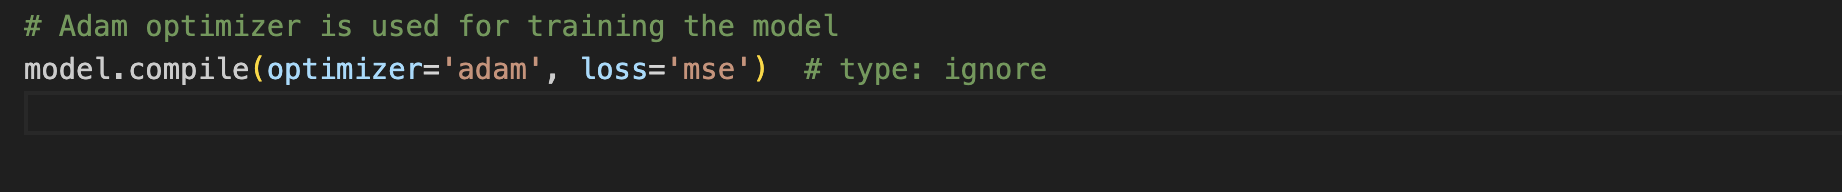 # Adam optimizer is used for training the model
model.compile(optimizer='adam', loss='mse')  # type: ignore